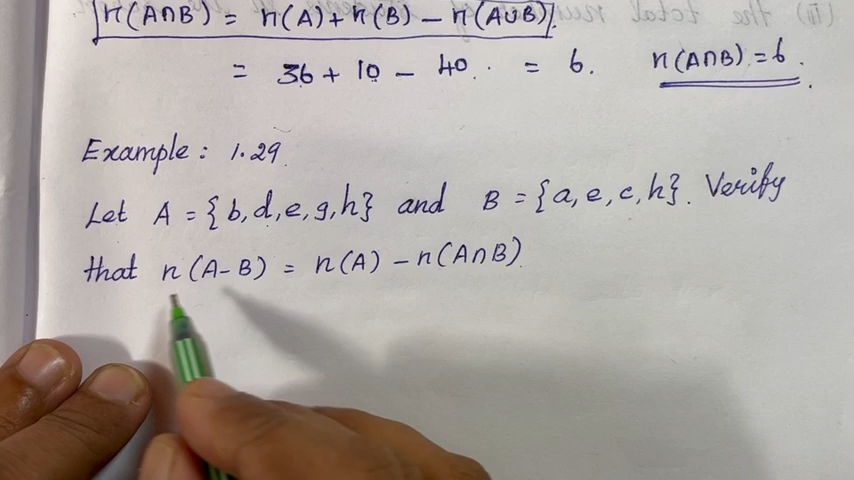 n(A∩B) = n(A)+n(B) - n(A∪B).
= 36 + 10 - 40. = 6. n(A∩B) = 6.
Example: 1.29.
Let A = {b,d,e,g,h} and B = {a,e,c,h}. Verify
that n(A-B) = n(A) - n(A∩B).